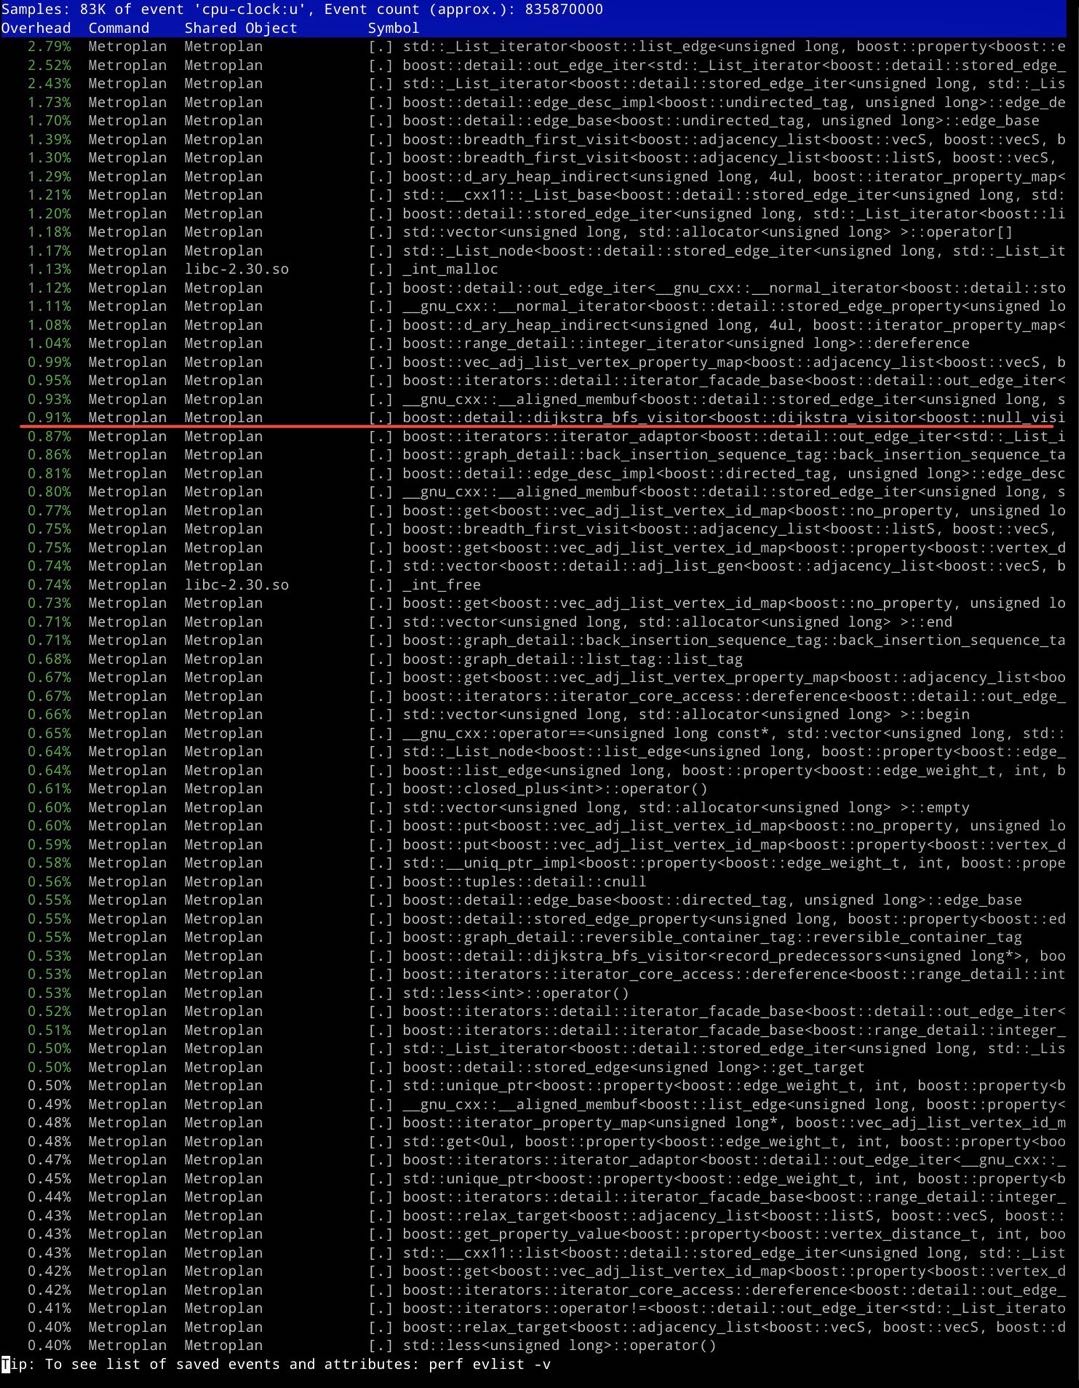 Samples: 83K of event 'cpu-clock:u', Event count (approx.): 835870000
Overhead  Command    Shared Object         Symbol
2.79%  Metroplan  Metroplan  [.] std::_List_iterator<boost::list_edge<unsigned long, boost::property<boost::e
2.52%  Metroplan  Metroplan  [.] boost::detail::out_edge_iter<std::_List_iterator<boost::detail::stored_edge_
2.43%  Metroplan  Metroplan  [.] std::_List_iterator<boost::detail::stored_edge_iter<unsigned long, std::_Lis
1.73%  Metroplan  Metroplan  [.] boost::detail::edge_desc_impl<boost::undirected_tag, unsigned long>::edge_de
1.70%  Metroplan  Metroplan  [.] boost::detail::edge_base<boost::undirected_tag, unsigned long>::edge_base
1.39%  Metroplan  Metroplan  [.] boost::breadth_first_visit<boost::adjacency_list<boost::vecS, boost::vecS, b
1.30%  Metroplan  Metroplan  [.] boost::breadth_first_visit<boost::adjacency_list<boost::listS, boost::vecS,
1.29%  Metroplan  Metroplan  [.] boost::d_ary_heap_indirect<unsigned long, 4ul, boost::iterator_property_map<
1.21%  Metroplan  Metroplan  [.] std::__cxx11::_List_base<boost::detail::stored_edge_iter<unsigned long, std:
1.20%  Metroplan  Metroplan  [.] boost::detail::stored_edge_iter<unsigned long, std::_List_iterator<boost::li
1.18%  Metroplan  Metroplan  [.] std::vector<unsigned long, std::allocator<unsigned long> >::operator[]
1.17%  Metroplan  Metroplan  [.] std::_List_node<boost::detail::stored_edge_iter<unsigned long, std::_List_it
1.13%  Metroplan  libc-2.30.so  [.] _int_malloc
1.12%  Metroplan  Metroplan  [.] boost::detail::out_edge_iter<__gnu_cxx::__normal_iterator<boost::detail::sto
1.11%  Metroplan  Metroplan  [.] __gnu_cxx::__normal_iterator<boost::detail::stored_edge_property<unsigned lo
1.08%  Metroplan  Metroplan  [.] boost::d_ary_heap_indirect<unsigned long, 4ul, boost::iterator_property_map<
1.04%  Metroplan  Metroplan  [.] boost::range_detail::integer_iterator<unsigned long>::dereference
0.99%  Metroplan  Metroplan  [.] boost::vec_adj_list_vertex_property_map<boost::adjacency_list<boost::vecS, b
0.95%  Metroplan  Metroplan  [.] boost::iterators::detail::iterator_facade_base<boost::detail::out_edge_iter<
0.93%  Metroplan  Metroplan  [.] __gnu_cxx::__aligned_membuf<boost::detail::stored_edge_iter<unsigned long, s
0.91%  Metroplan  Metroplan  [.] boost::detail::dijkstra_bfs_visitor<boost::dijkstra_visitor<boost::null_visi
0.87%  Metroplan  Metroplan  [.] boost::iterators::iterator_adaptor<boost::detail::out_edge_iter<std::_List_i
0.86%  Metroplan  Metroplan  [.] boost::graph_detail::back_insertion_sequence_tag::back_insertion_sequence_ta
0.81%  Metroplan  Metroplan  [.] boost::detail::edge_desc_impl<boost::directed_tag, unsigned long>::edge_desc
0.80%  Metroplan  Metroplan  [.] __gnu_cxx::__aligned_membuf<boost::detail::stored_edge_iter<unsigned long, s
0.77%  Metroplan  Metroplan  [.] boost::get<boost::vec_adj_list_vertex_id_map<boost::no_property, unsigned lo
0.75%  Metroplan  Metroplan  [.] boost::breadth_first_visit<boost::adjacency_list<boost::listS, boost::vecS,
0.75%  Metroplan  Metroplan  [.] boost::get<boost::vec_adj_list_vertex_id_map<boost::property<boost::vertex_d
0.74%  Metroplan  Metroplan  [.] std::vector<boost::detail::adj_list_gen<boost::adjacency_list<boost::vecS, b
0.74%  Metroplan  libc-2.30.so  [.] _int_free
0.73%  Metroplan  Metroplan  [.] boost::get<boost::vec_adj_list_vertex_id_map<boost::no_property, unsigned lo
0.71%  Metroplan  Metroplan  [.] std::vector<unsigned long, std::allocator<unsigned long> >::end
0.71%  Metroplan  Metroplan  [.] boost::graph_detail::back_insertion_sequence_tag::back_insertion_sequence_ta
0.68%  Metroplan  Metroplan  [.] boost::graph_detail::list_tag::list_tag
0.67%  Metroplan  Metroplan  [.] boost::get<boost::vec_adj_list_vertex_property_map<boost::adjacency_list<boo
0.67%  Metroplan  Metroplan  [.] boost::iterators::iterator_core_access::dereference<boost::detail::out_edge_
0.66%  Metroplan  Metroplan  [.] std::vector<unsigned long, std::allocator<unsigned long> >::begin
0.65%  Metroplan  Metroplan  [.] __gnu_cxx::operator==<unsigned long const*, std::vector<unsigned long, std::
0.64%  Metroplan  Metroplan  [.] std::_List_node<boost::list_edge<unsigned long, boost::property<boost::edge_
0.64%  Metroplan  Metroplan  [.] boost::list_edge<unsigned long, boost::property<boost::edge_weight_t, int, b
0.61%  Metroplan  Metroplan  [.] boost::closed_plus<int>::operator()
0.60%  Metroplan  Metroplan  [.] std::vector<unsigned long, std::allocator<unsigned long> >::empty
0.60%  Metroplan  Metroplan  [.] boost::put<boost::vec_adj_list_vertex_id_map<boost::no_property, unsigned lo
0.59%  Metroplan  Metroplan  [.] boost::put<boost::vec_adj_list_vertex_id_map<boost::property<boost::vertex_d
0.58%  Metroplan  Metroplan  [.] std::__uniq_ptr_impl<boost::property<boost::edge_weight_t, int, boost::prope
0.56%  Metroplan  Metroplan  [.] boost::tuples::detail::cnull
0.55%  Metroplan  Metroplan  [.] boost::detail::edge_base<boost::directed_tag, unsigned long>::edge_base
0.55%  Metroplan  Metroplan  [.] boost::detail::stored_edge_property<unsigned long, boost::property<boost::ed
0.55%  Metroplan  Metroplan  [.] boost::graph_detail::reversible_container_tag::reversible_container_tag
0.53%  Metroplan  Metroplan  [.] boost::detail::dijkstra_bfs_visitor<record_predecessors<unsigned long*>, boo
0.53%  Metroplan  Metroplan  [.] boost::iterators::iterator_core_access::dereference<boost::range_detail::int
0.53%  Metroplan  Metroplan  [.] std::less<int>::operator()
0.52%  Metroplan  Metroplan  [.] boost::iterators::detail::iterator_facade_base<boost::detail::out_edge_iter<
0.51%  Metroplan  Metroplan  [.] boost::iterators::detail::iterator_facade_base<boost::range_detail::integer_
0.50%  Metroplan  Metroplan  [.] std::_List_iterator<boost::detail::stored_edge_iter<unsigned long, std::_Lis
0.50%  Metroplan  Metroplan  [.] boost::detail::stored_edge<unsigned long>::get_target
0.50%  Metroplan  Metroplan  [.] std::unique_ptr<boost::property<boost::edge_weight_t, int, boost::property<b
0.49%  Metroplan  Metroplan  [.] __gnu_cxx::__aligned_membuf<boost::list_edge<unsigned long, boost::property<
0.48%  Metroplan  Metroplan  [.] boost::iterator_property_map<unsigned long*, boost::vec_adj_list_vertex_id_m
0.48%  Metroplan  Metroplan  [.] std::get<0ul, boost::property<boost::edge_weight_t, int, boost::property<boo
0.47%  Metroplan  Metroplan  [.] boost::iterators::iterator_adaptor<boost::detail::out_edge_iter<__gnu_cxx::_
0.45%  Metroplan  Metroplan  [.] std::unique_ptr<boost::property<boost::edge_weight_t, int, boost::property<b
0.44%  Metroplan  Metroplan  [.] boost::iterators::detail::iterator_facade_base<boost::range_detail::integer_
0.43%  Metroplan  Metroplan  [.] boost::relax_target<boost::adjacency_list<boost::listS, boost::vecS, boost::
0.43%  Metroplan  Metroplan  [.] boost::get_property_value<boost::property<boost::vertex_distance_t, int, boo
0.43%  Metroplan  Metroplan  [.] std::__cxx11::list<boost::detail::stored_edge_iter<unsigned long, std::_List
0.42%  Metroplan  Metroplan  [.] boost::get<boost::vec_adj_list_vertex_id_map<boost::property<boost::vertex_d
0.42%  Metroplan  Metroplan  [.] boost::iterators::iterator_core_access::dereference<boost::detail::out_edge_
0.41%  Metroplan  Metroplan  [.] boost::iterators::operator!=<boost::detail::out_edge_iter<std::_List_iterato
0.40%  Metroplan  Metroplan  [.] boost::relax_target<boost::adjacency_list<boost::vecS, boost::vecS, boost::d
0.40%  Metroplan  Metroplan  [.] std::less<unsigned long>::operator()
Tip: To see list of saved events and attributes: perf evlist -v